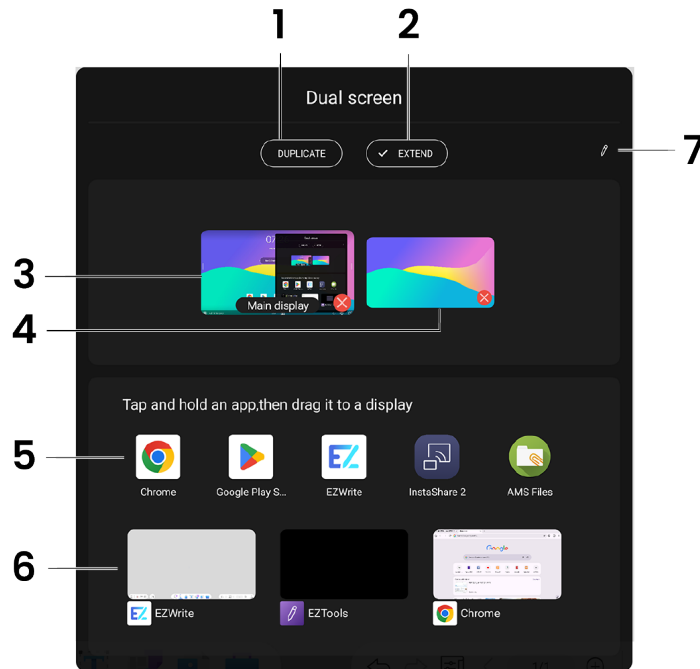 1
2
Dual screen
DUPLICATE
EXTEND
7
3
Main display
4
Tap and hold an app,then drag it to a display
5
Chrome
Google Play S...
EZWrite
InstaShare 2
AMS Files
6
Google
EZWrite
EZTools
Chrome